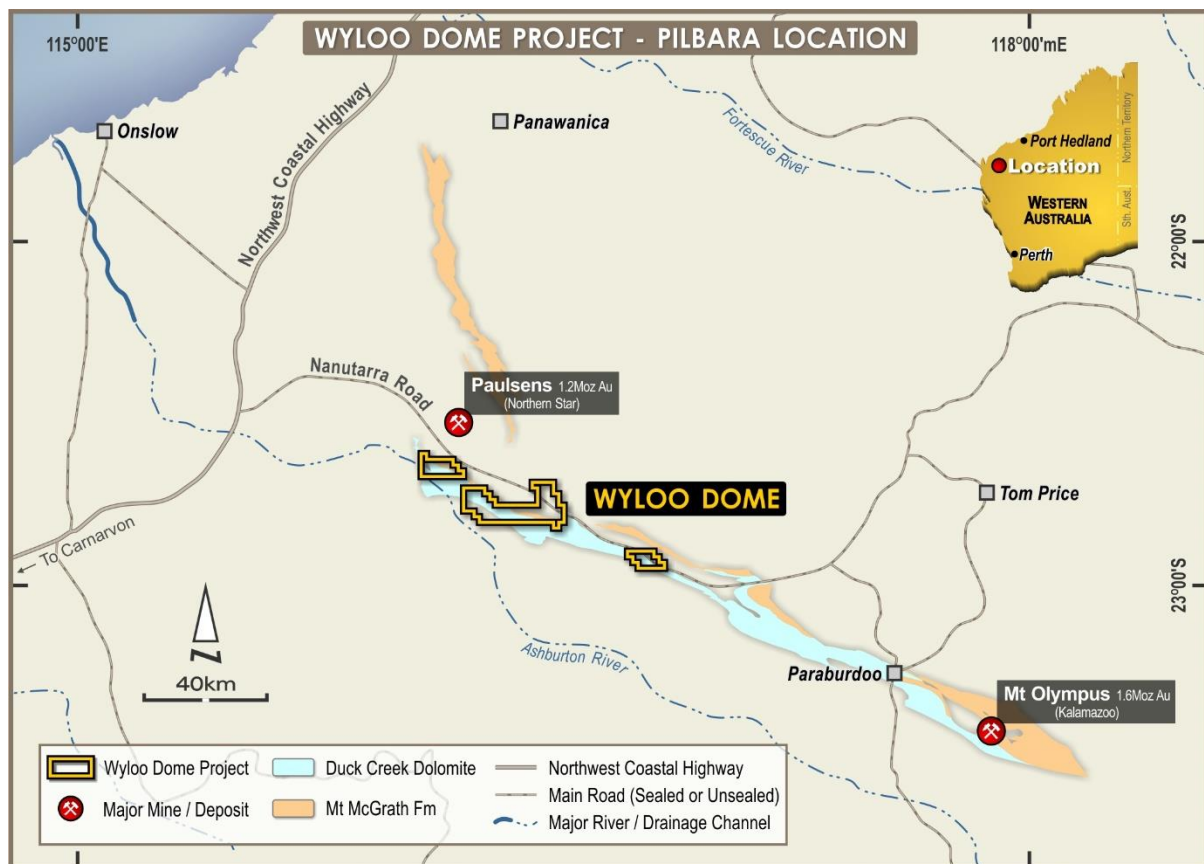 115°00'E
WYLOO DOME PROJECT - PILBARA LOCATION
118°00'mE
Onslow
Northwest Coastal Highway
Panawanica
Fortescue River
Port Hedland
Location
WESTERN
AUSTRALIA
Perth
Northern Territory
Sth. Aust.
22°00'S
Nanutarra Road
Paulsens 1.2Moz Au
(Northern Star)
WYLOO DOME
Tom Price
To Carnarvon
23°00'S
N
40km
Ashburton River
Paraburdoo
Mt Olympus 1.6Moz Au
(Kalamazoo)
Wyloo Dome Project
Duck Creek Dolomite
Northwest Coastal Highway
Major Mine / Deposit
Mt McGrath Fm
Main Road (Sealed or Unsealed)
Major River / Drainage Channel